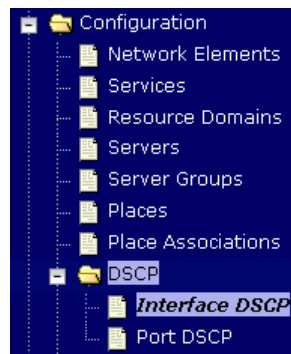 Configuration
Network Elements
Services
Resource Domains
Servers
Server Groups
Places
Place Associations
DSCP
Interface DSCP
Port DSCP